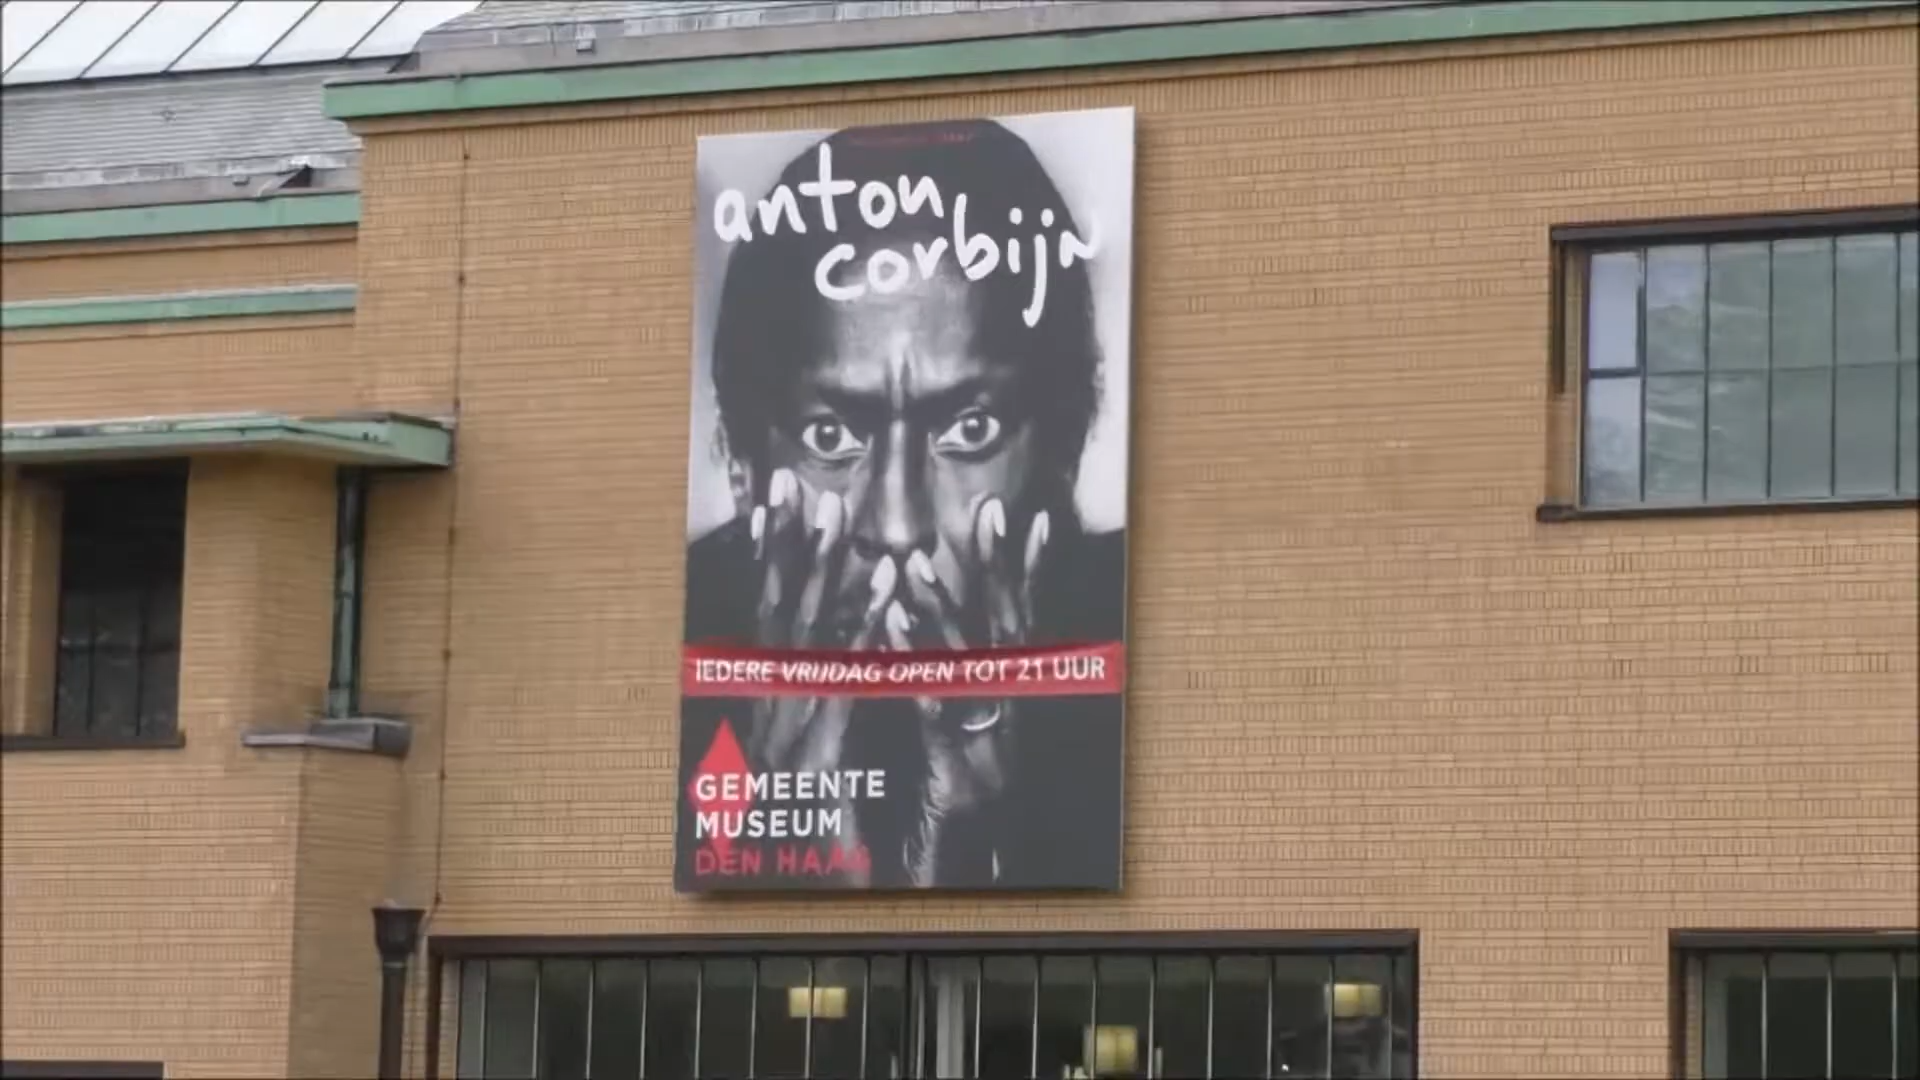 anton
corbijn
IEDERE VRIJDAG OPEN TOT 21 UUR
GEMEENTE
MUSEUM
DEN HAAG